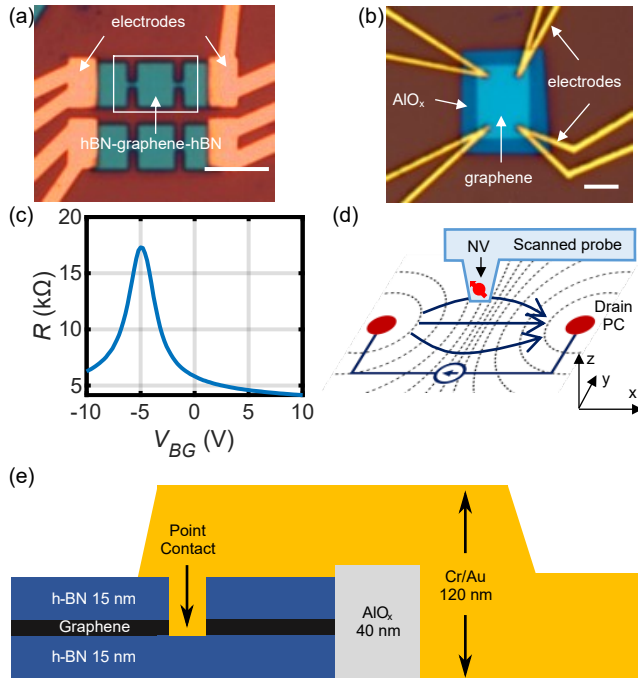 (a)
electrodes
hBN-graphene-hBN
(b)
electrodes
AlOₓ
graphene
(c)
20
15
10
5
R (kΩ)
-10 -5 0 5 10
V_BG (V)
(d)
NV Scanned probe
Drain
PC
z
y
x
(e)
Point
Contact
h-BN 15 nm
Graphene
h-BN 15 nm
AlOₓ
40 nm
Cr/Au
120 nm